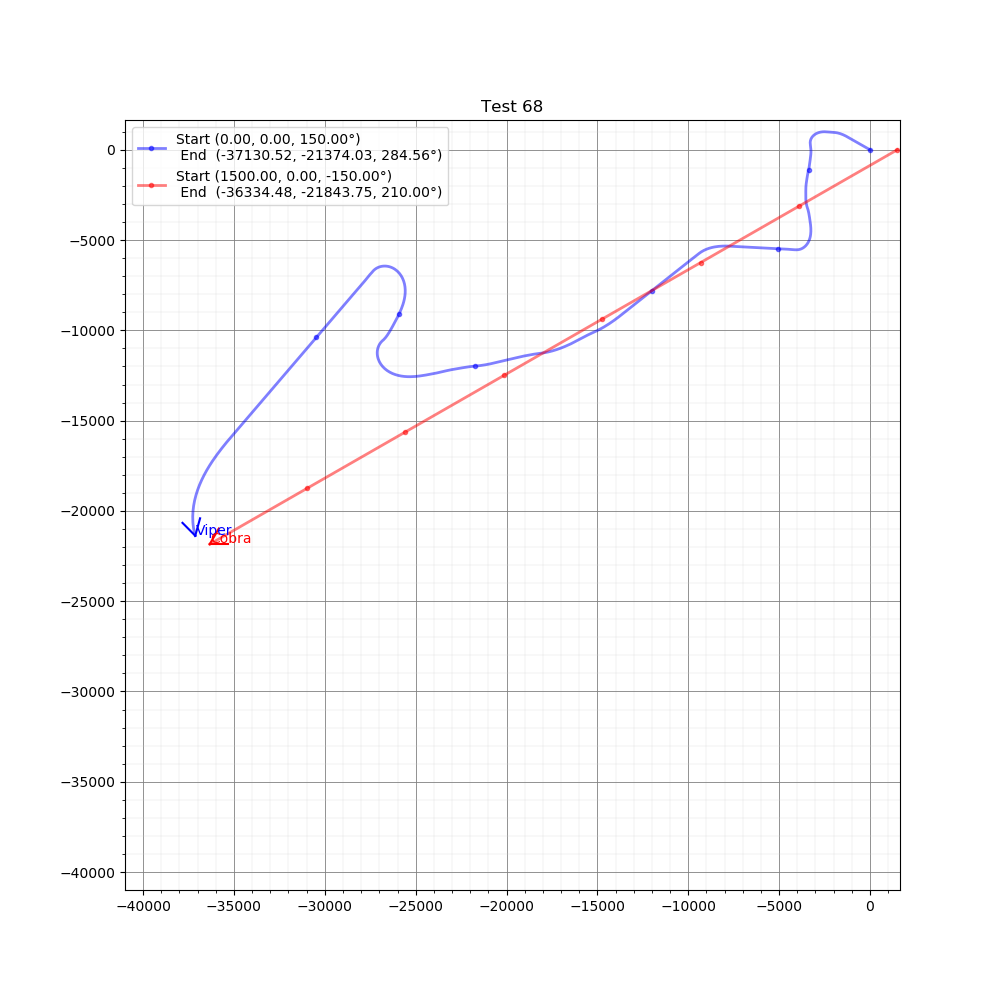 Test 68
Start (0.00, 0.00, 150.00°)
End (-37130.52, -21374.03, 284.56°)
Start (1500.00, 0.00, -150.00°)
End (-36334.48, -21843.75, 210.00°)
0
−5000
−10000
−15000
−20000
−25000
−30000
−35000
−40000
Viper
Cobra
−40000 −35000 −30000 −25000 −20000 −15000 −10000 −5000 0